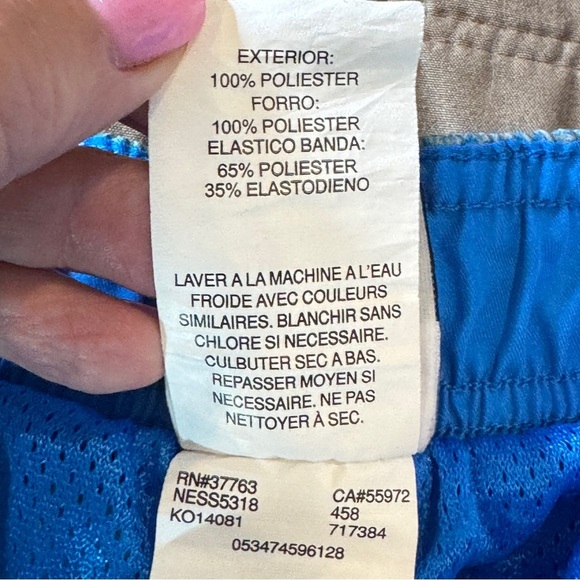 EXTERIOR:
100% POLIESTER
FORRO:
100% POLIESTER
ELASTICO BANDA:
65% POLIESTER
35% ELASTODIENO
LAVER A LA MACHINE A L'EAU
FROIDE AVEC COULEURS
SIMILAIRES. BLANCHIR SANS
CHLORE SI NECESSAIRE.
CULBUTER SEC A BAS.
REPASSER MOYEN SI
NECESSAIRE. NE PAS
NETTOYER À SEC.
RN#37763 CA#55972
NESS5318 458
KO14081 717384
053474596128